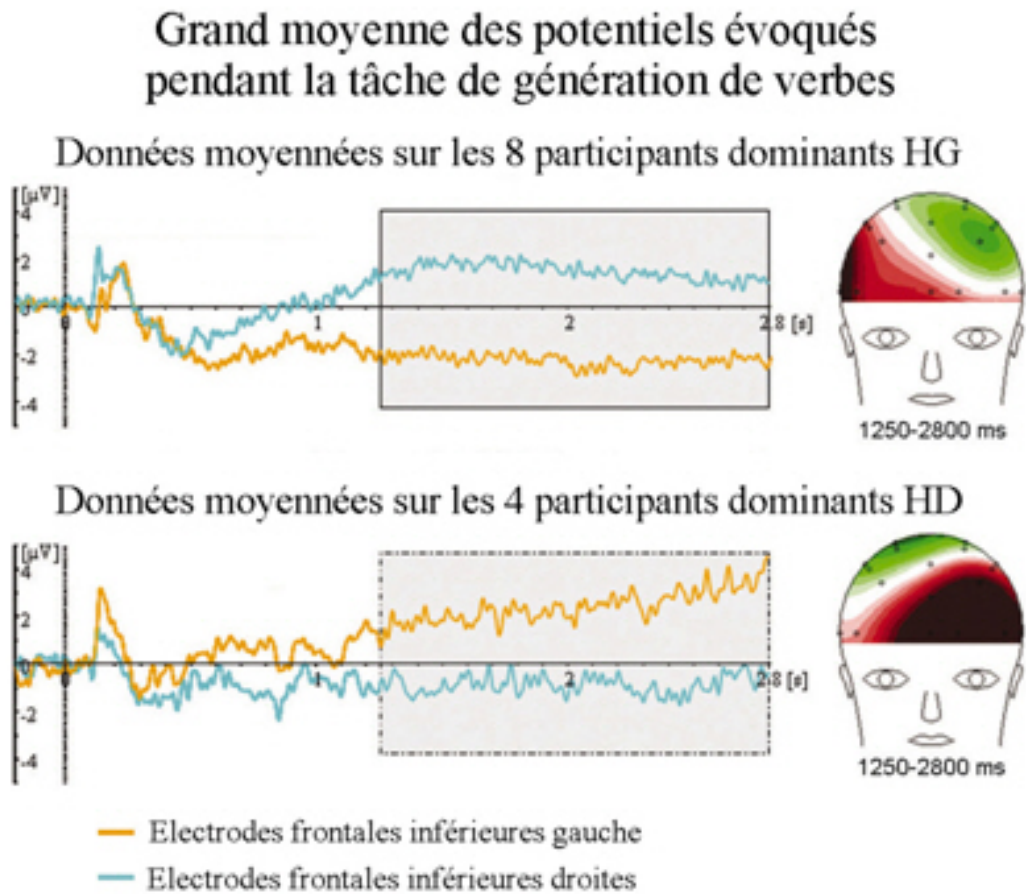 Grand moyenne des potentiels évoqués
pendant la tâche de génération de verbes
Données moyennées sur les 8 participants dominants HG
[µV]
4
2
0
1
2
2.8 [s]
-2
-4
1250-2800 ms
Données moyennées sur les 4 participants dominants HD
[µV]
4
2
0
0
1
2
2.8 [s]
-2
-4
1250-2800 ms
Electrodes frontales inférieures gauche
Electrodes frontales inférieures droites